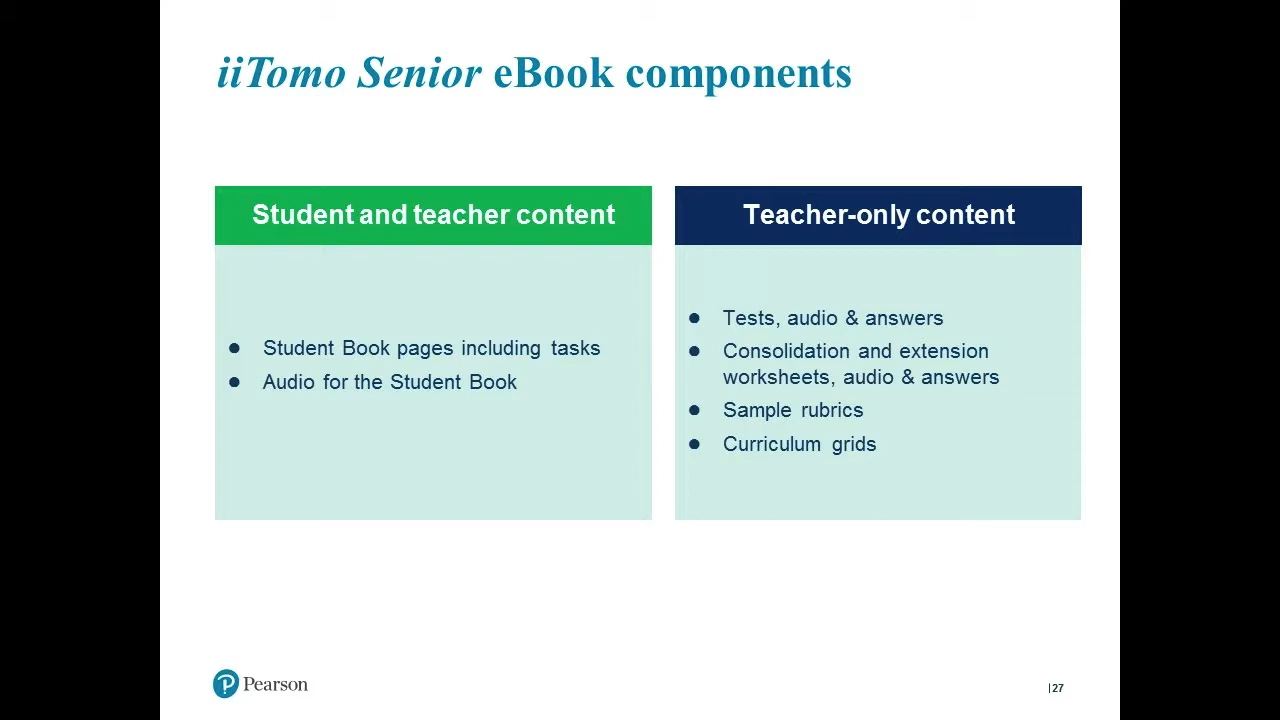 iiTomo Senior eBook components
Student and teacher content
● Student Book pages including tasks
● Audio for the Student Book
Teacher-only content
● Tests, audio & answers
● Consolidation and extension
worksheets, audio & answers
● Sample rubrics
● Curriculum grids
Pearson
|27